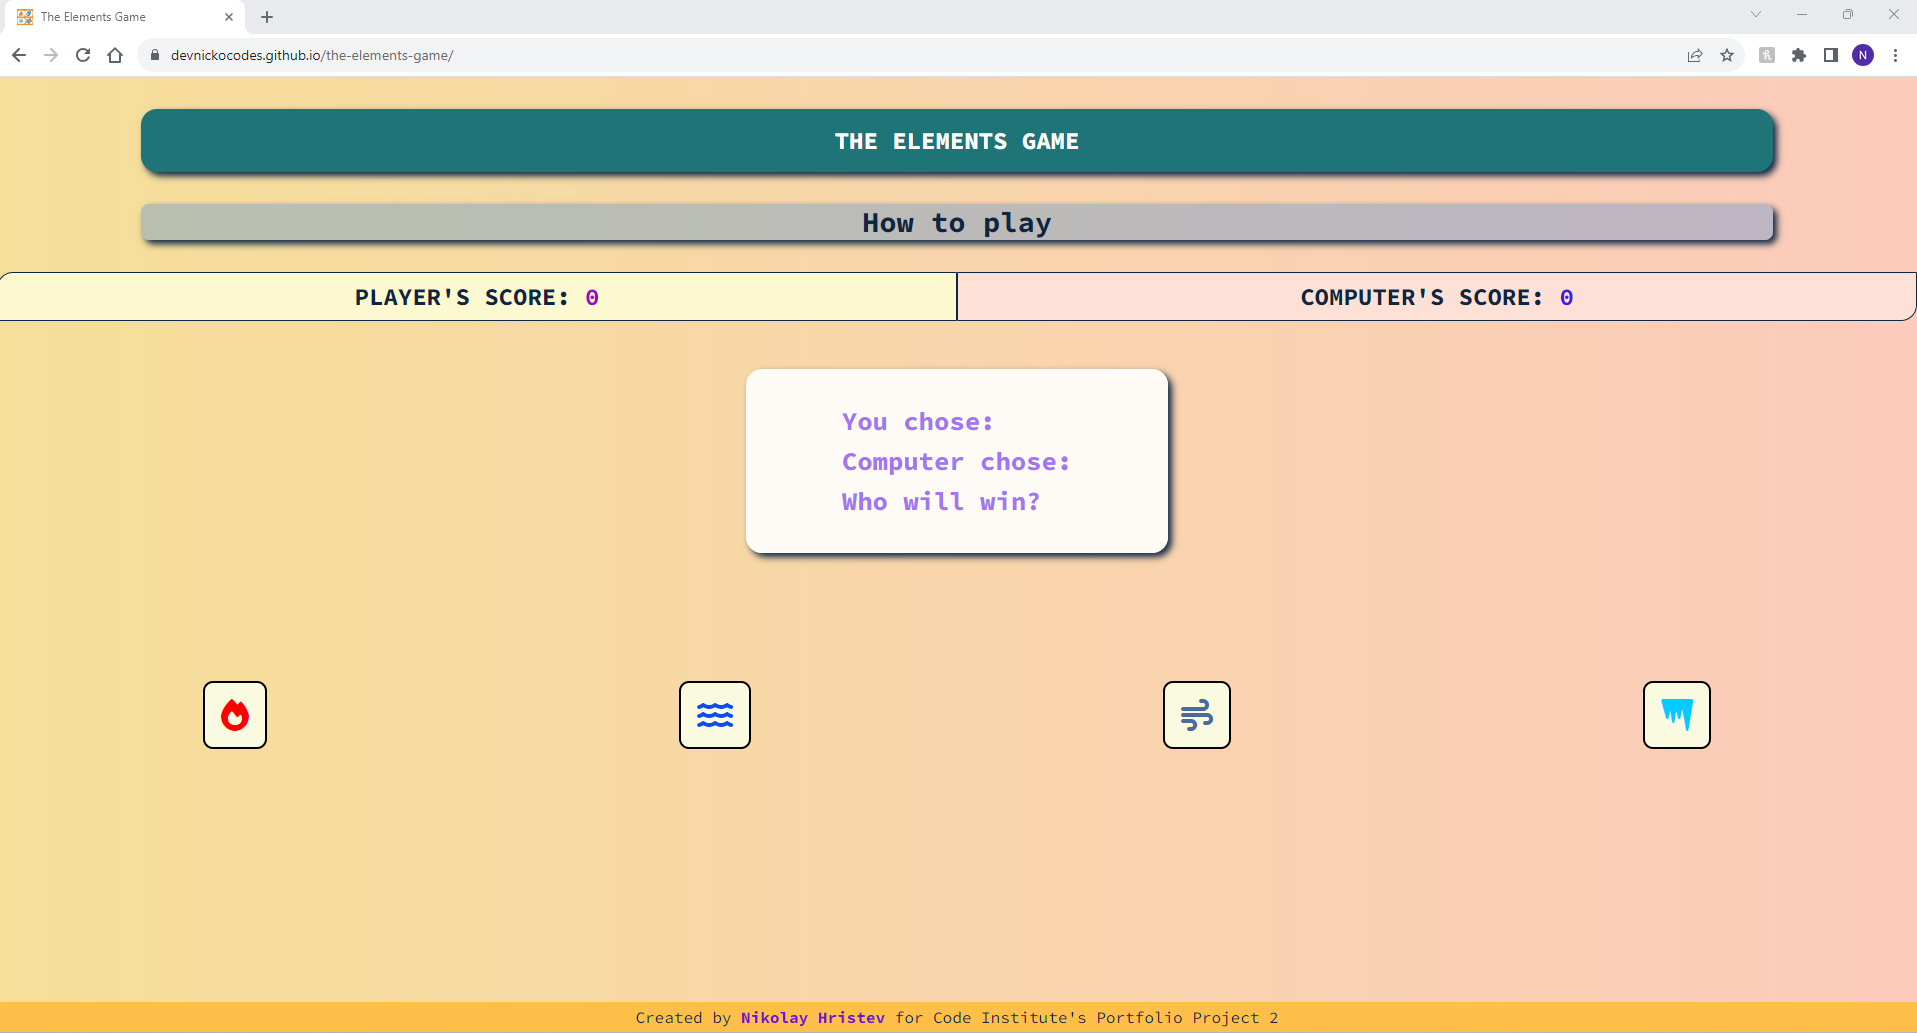 The Elements Game
devnickocodes.github.io/the-elements-game/
N
THE ELEMENTS GAME
How to play
PLAYER'S SCORE: 0
COMPUTER'S SCORE: 0
You chose:
Computer chose:
Who will win?
Created by Nikolay Hristev for Code Institute's Portfolio Project 2